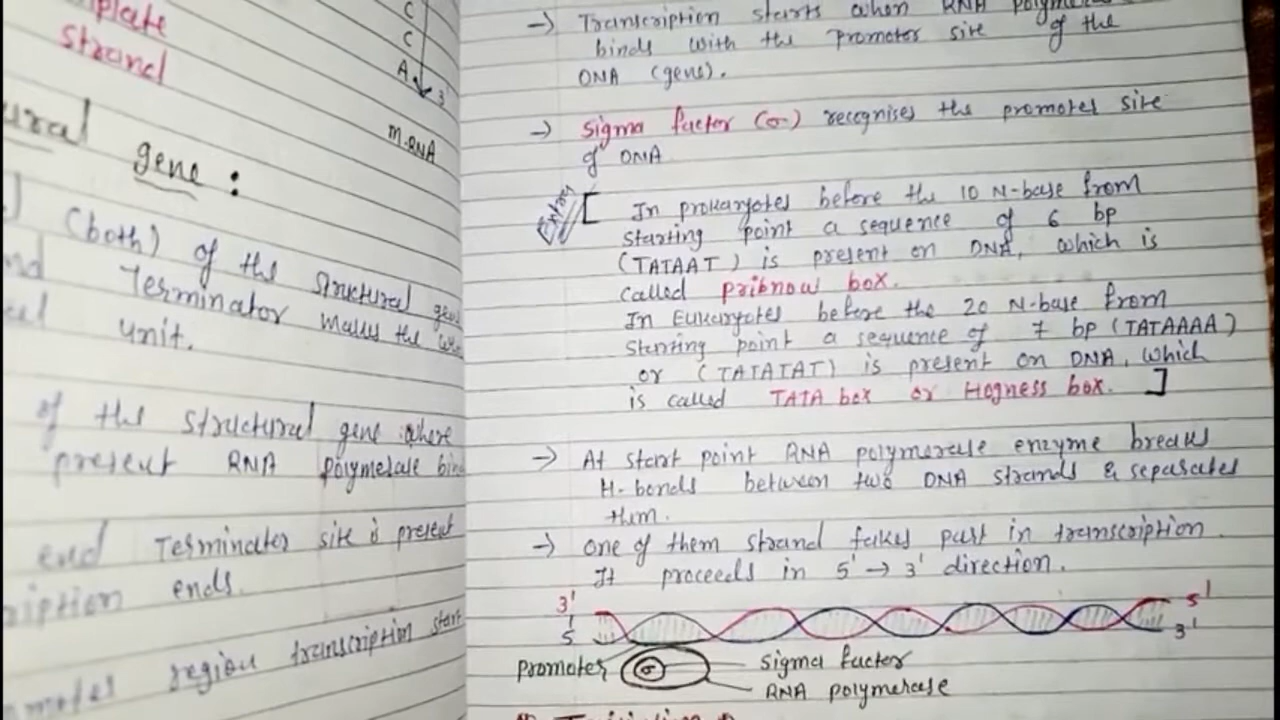 strand
C
C
A
3'
m.RNA
gene :
(both) of the structural gene
Terminator makes the
unit.
of the structural gene where
present RNA polymerase
end Terminator site is present
ends.
region transcription start
→ Transcription starts when RNA
binds with the promoter site of the
DNA (gene).
→ Sigma factor (σ) recognises the promoter site
of DNA
Extra
[ In prokaryotes before the 10 N-base from
starting point a sequence of 6 bp
(TATAAT) is present on DNA, which is
called pribnow box.
In Eukaryotes before the 20 N-base from
starting point a sequence of 7 bp (TATAAAA)
or (TATATAT) is present on DNA, which
is called TATA box or Hogness box. ]
→ At start point RNA polymerase enzyme breaks
H-bonds between two DNA strands & separates
them.
→ one of them strand takes part in transcription.
It proceeds in 5' → 3' direction.
3' 5'
5' 3'
promoter σ sigma factor
RNA polymerase